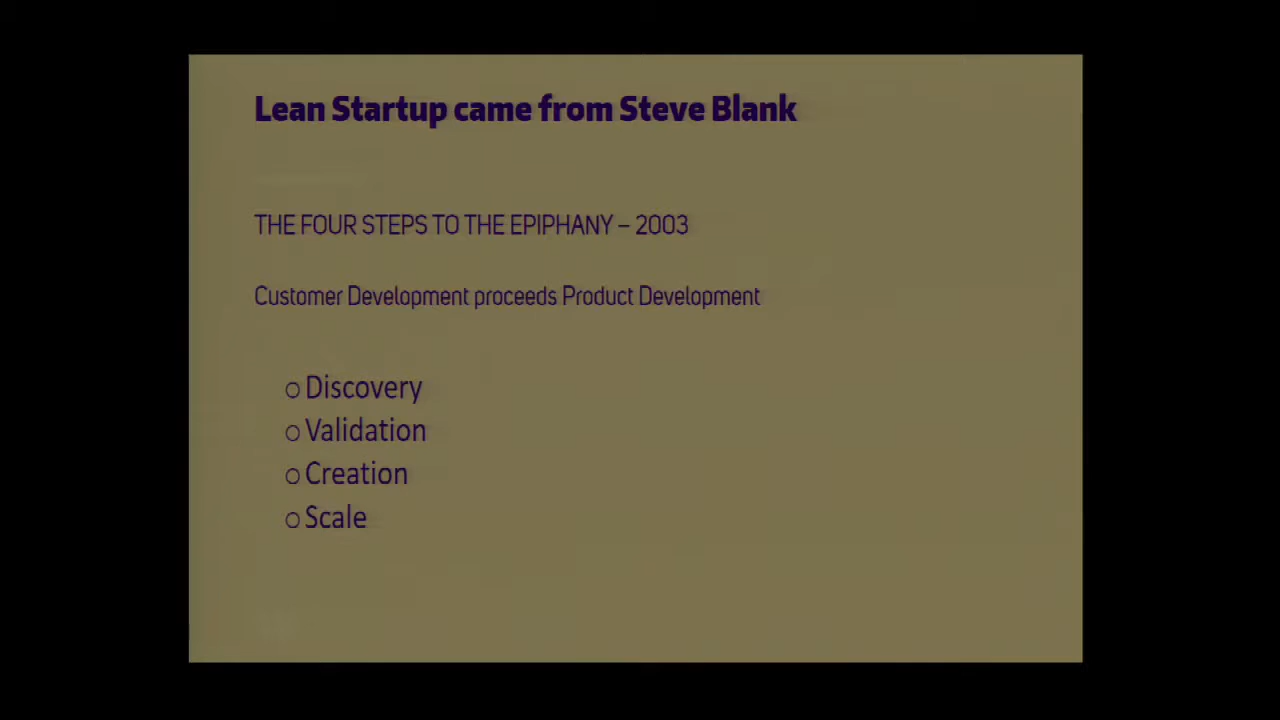 Lean Startup came from Steve Blank
THE FOUR STEPS TO THE EPIPHANY – 2003
Customer Development proceeds Product Development
○ Discovery
○ Validation
○ Creation
○ Scale